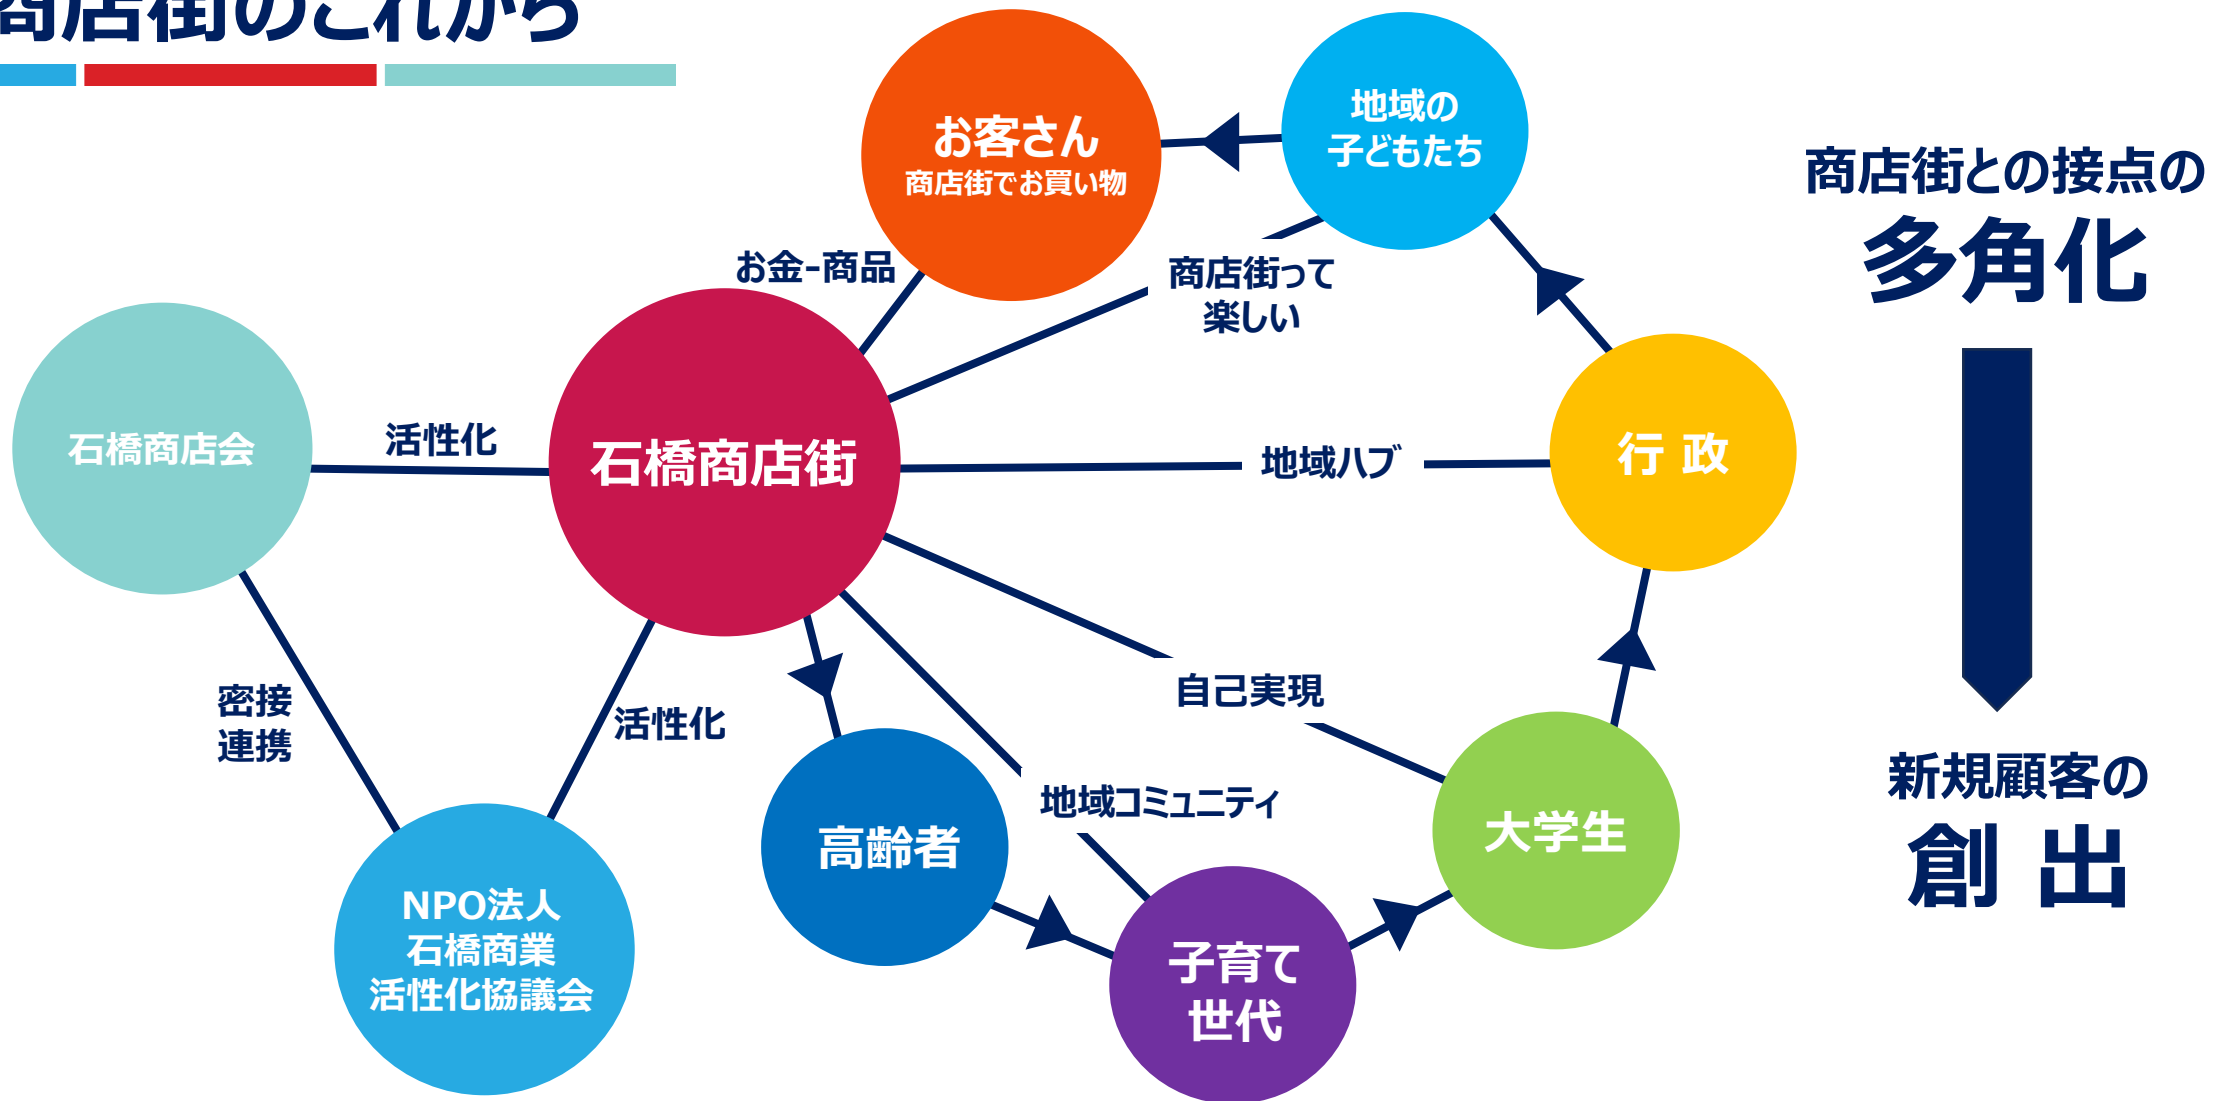 商店街のこれから
お客さん
商店街でお買い物
地域の
子どもたち
商店街との接点の
多角化
お金-商品
商店街って
楽しい
石橋商店会
活性化
石橋商店街
地域ハブ
行 政
密接
連携
活性化
自己実現
地域コミュニティ
新規顧客の
創 出
高齢者
大学生
NPO法人
石橋商業
活性化協議会
子育て
世代